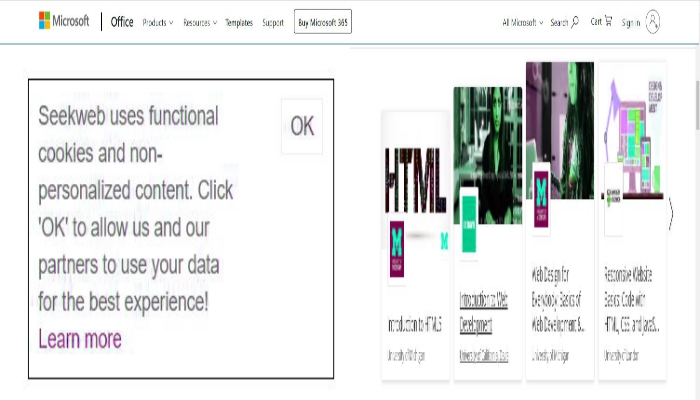 Microsoft Office Products Resources Templates Support Buy Microsoft 365 All Microsoft Search Cart Sign in
Seekweb uses functional
cookies and non-
personalized content. Click
'OK' to allow us and our
partners to use your data
for the best experience!
Learn more
OK
HTML
Introduction to HTML5
University of Michigan
Introduction to Web
Development
University of California, Davis
Web Design for
Everybody: Basics of
Web Development &...
University of Michigan
Responsive Website
Basics: Code with
HTML, CSS, and JavaS...
University of London